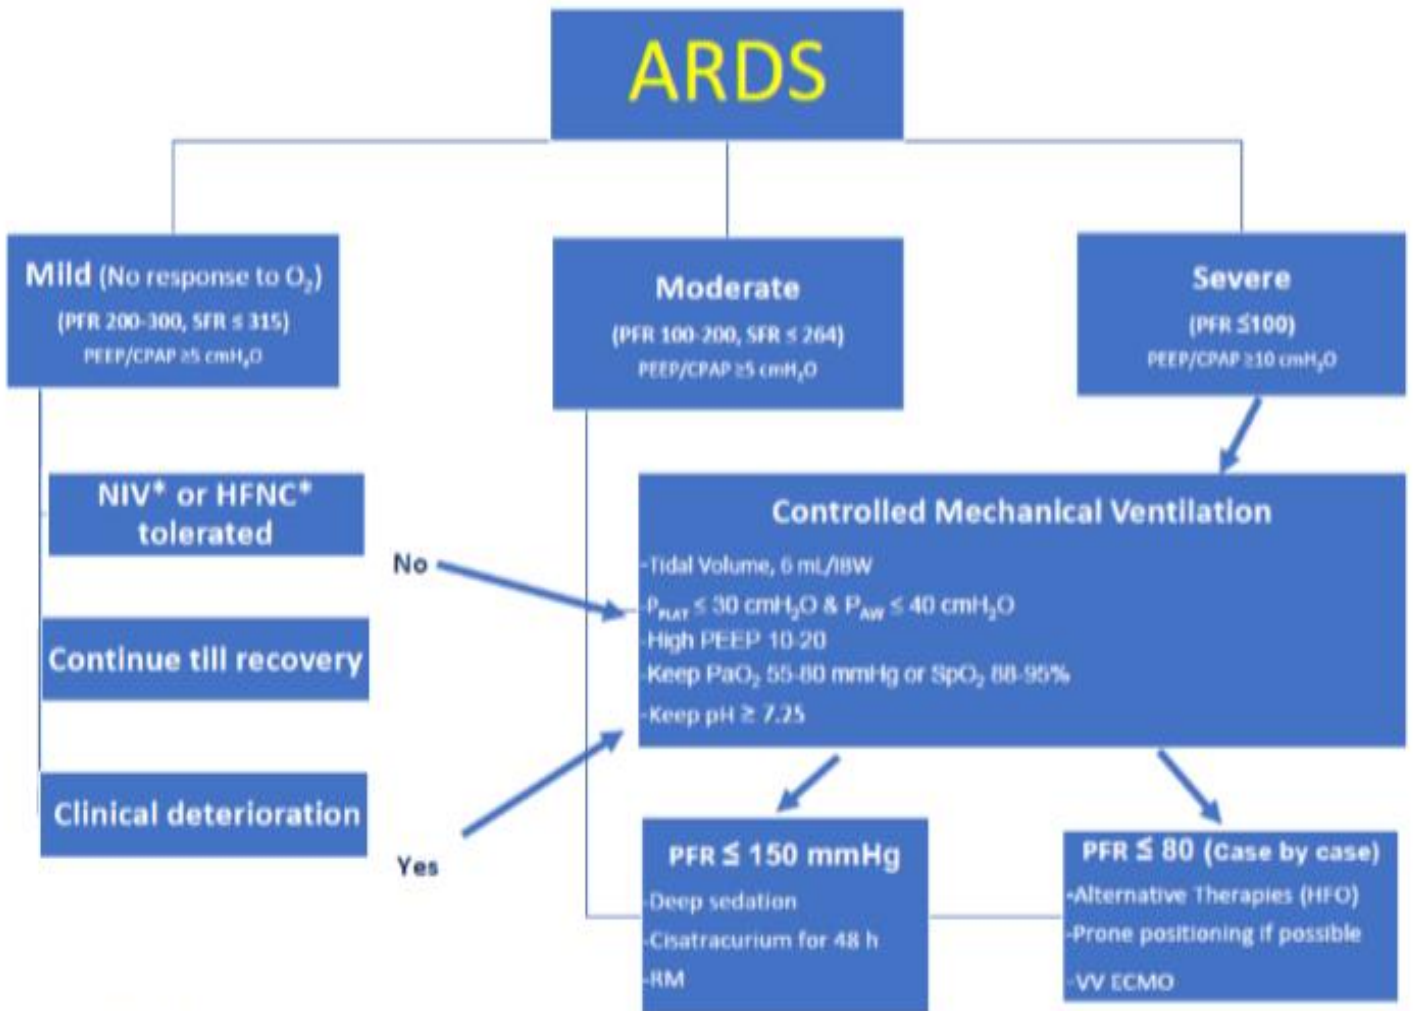 ARDS
Mild (No response to O₂)
(PFR 200-300, SFR ≤ 315)
PEEP/CPAP ≥5 cmH₂O
Moderate
(PFR 100-200, SFR ≤ 264)
PEEP/CPAP ≥5 cmH₂O
Severe
(PFR ≤100)
PEEP/CPAP ≥10 cmH₂O
NIV* or HFNC*
tolerated
Continue till recovery
Clinical deterioration
No
Yes
Controlled Mechanical Ventilation
-Tidal Volume, 6 mL/IBW
-P_PLAT ≤ 30 cmH₂O & P_AW ≤ 40 cmH₂O
-High PEEP 10-20
-Keep PaO₂ 55-80 mmHg or SpO₂ 88-95%
-Keep pH ≥ 7.25
PFR ≤ 150 mmHg
-Deep sedation
-Cisatracurium for 48 h
-RM
PFR ≤ 80 (Case by case)
-Alternative Therapies (HFO)
-Prone positioning if possible
-VV ECMO